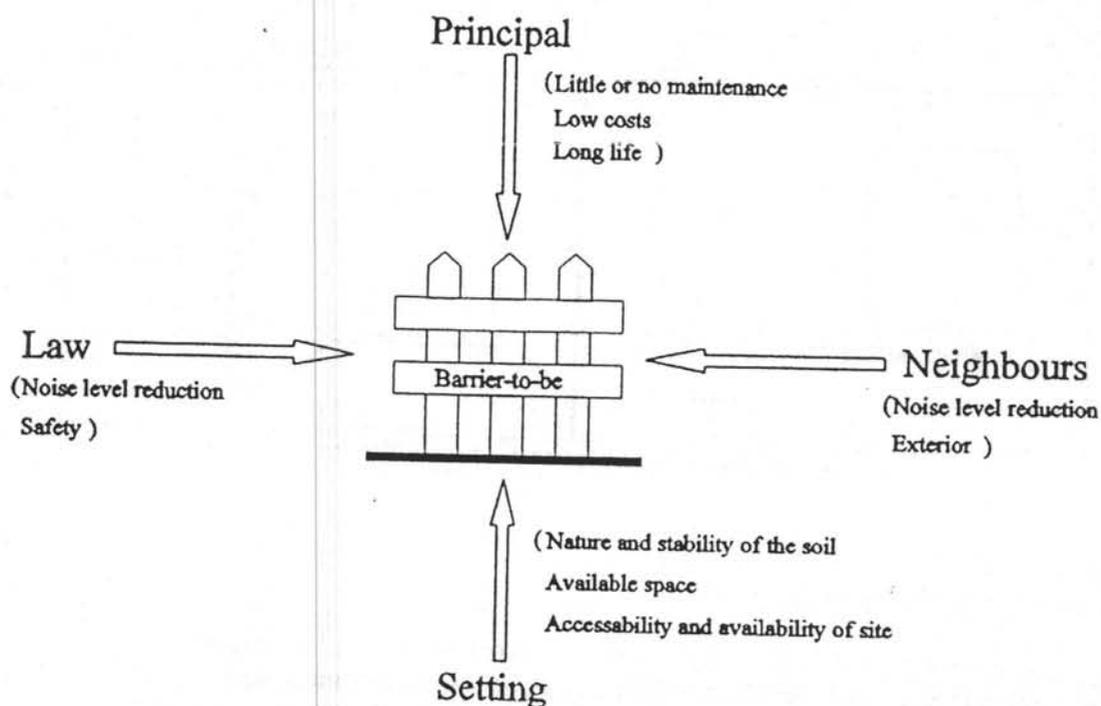 Principal
(Little or no maintenance
Low costs
Long life )
Law
(Noise level reduction
Safety )
Barrier-to-be
Neighbours
(Noise level reduction
Exterior )
(Nature and stability of the soil
Available space
Accessability and availability of site
Setting